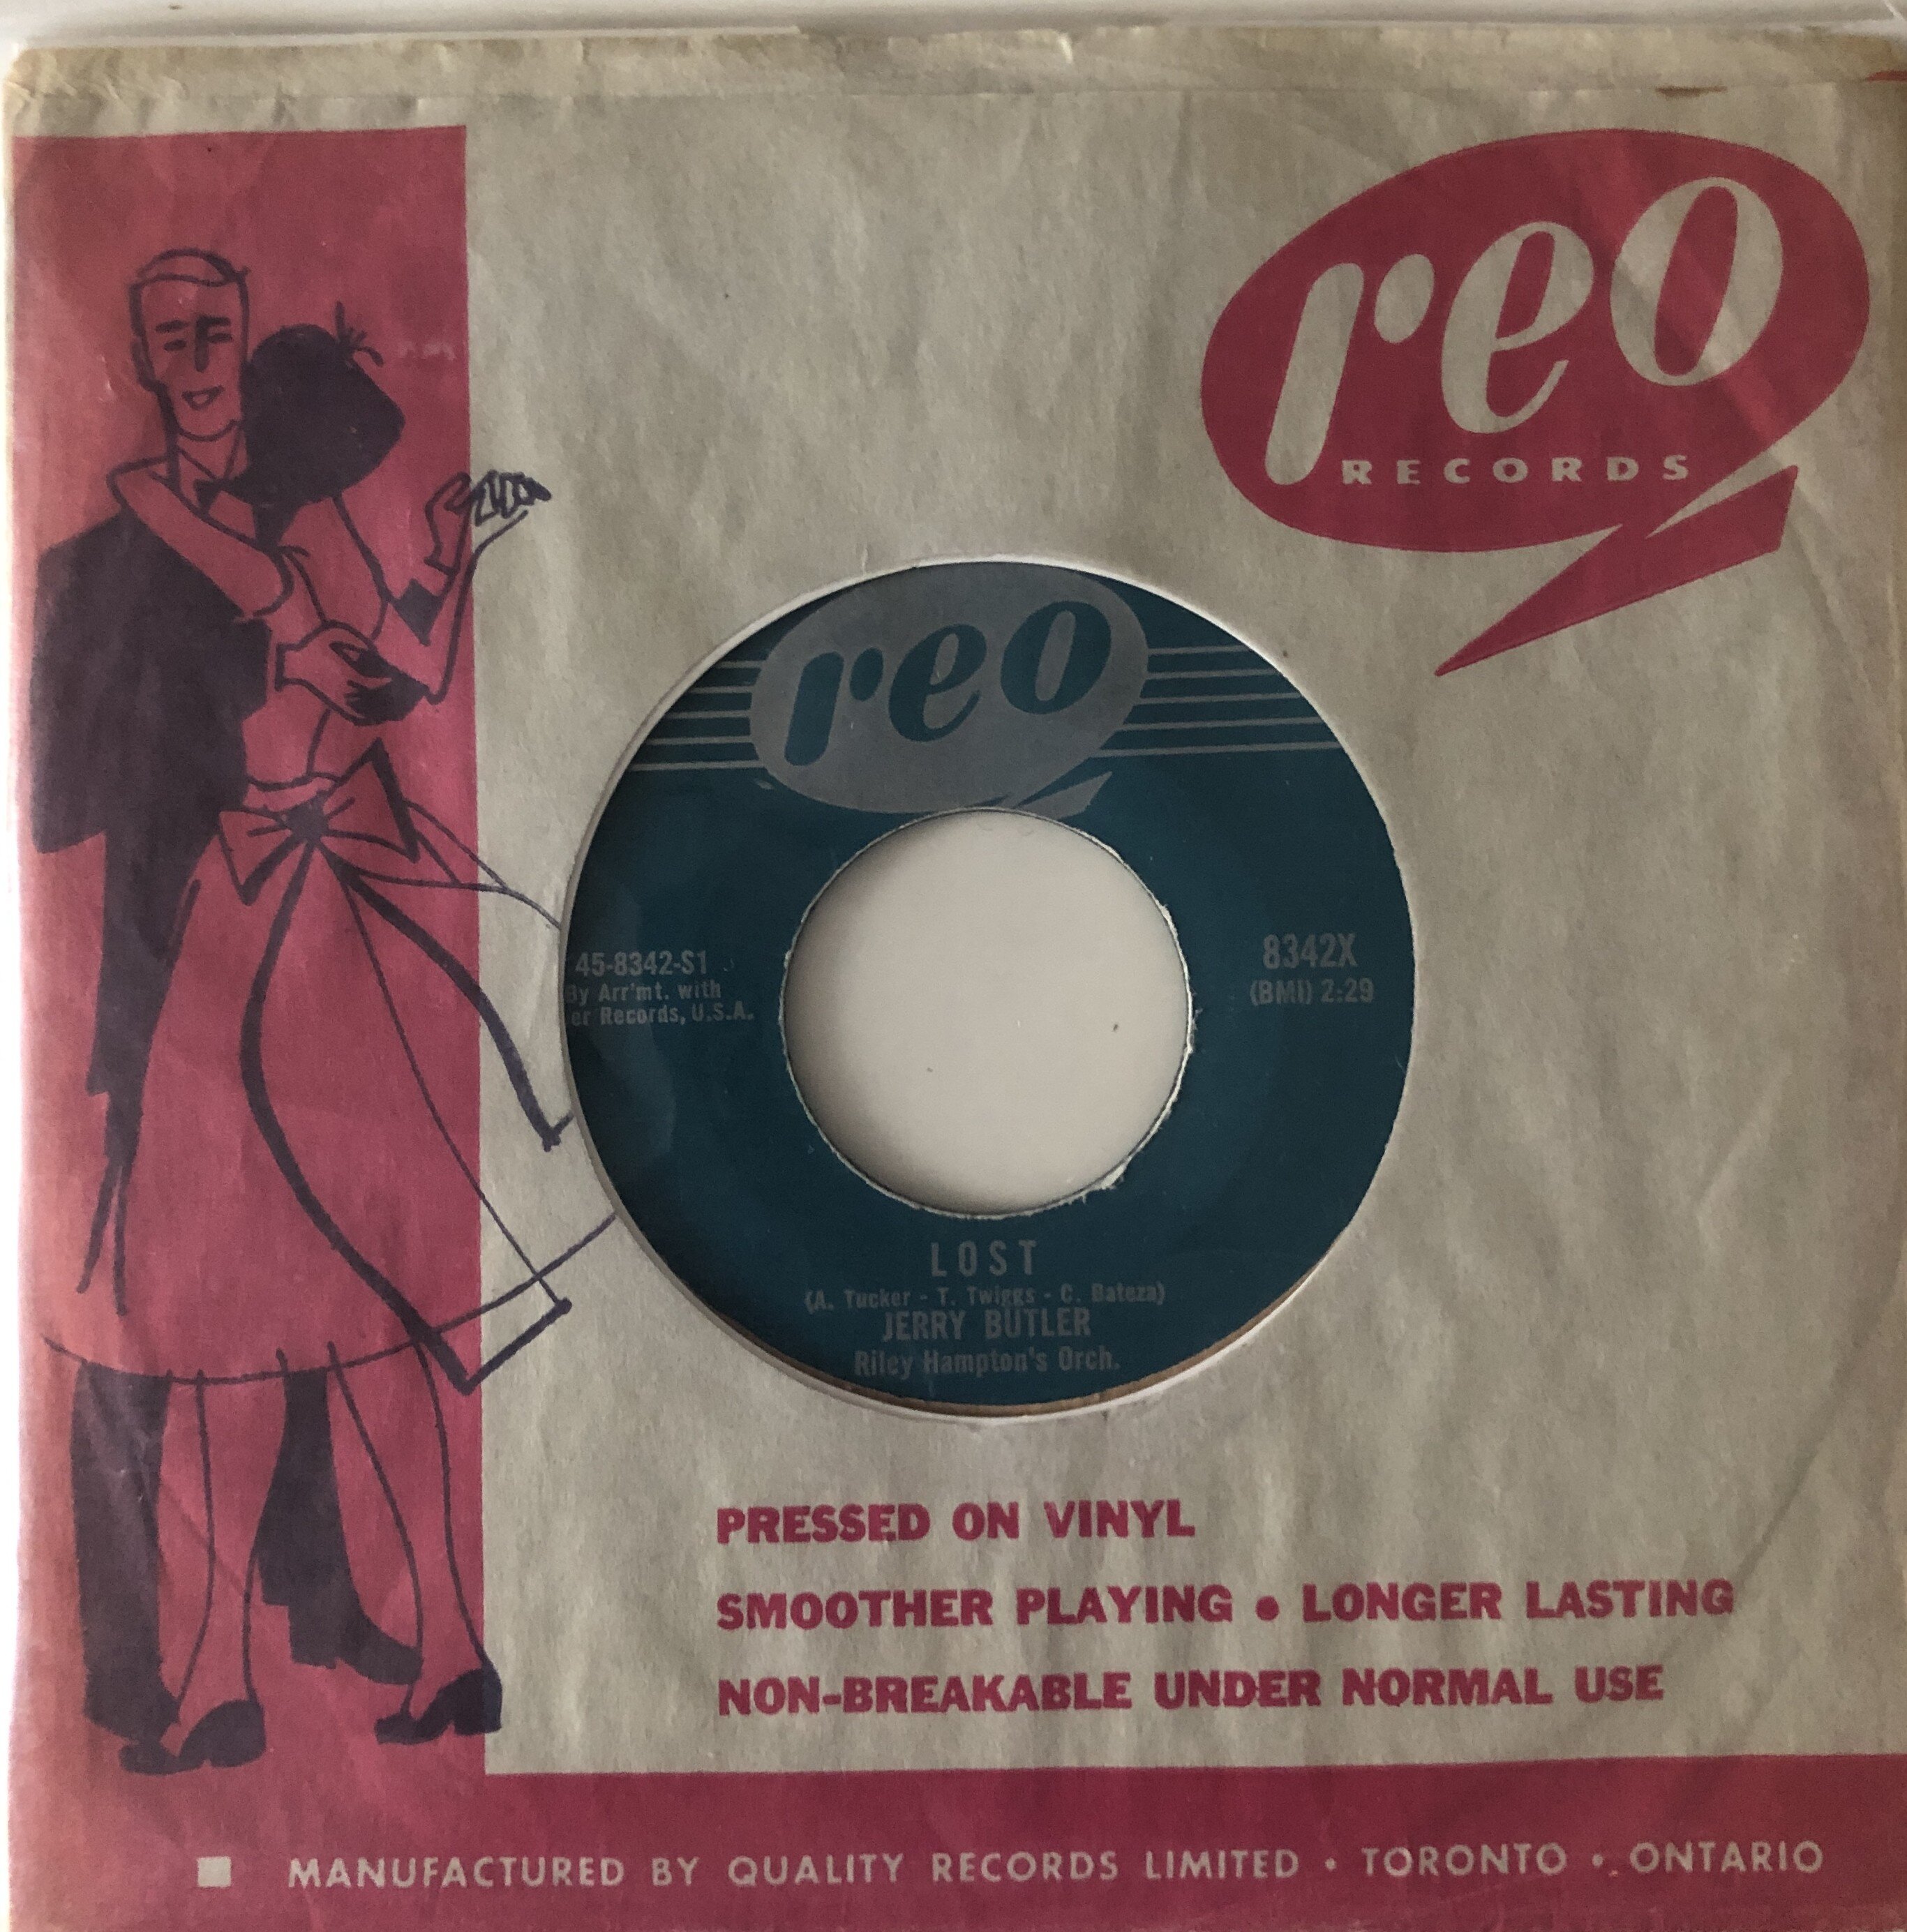 reo
RECORDS
reo
45-8342-S1
By Arr'mt. with
er Records, U.S.A.
8342X
(BMI) 2:29
LOST
(A. Tucker - T. Twiggs - C. Bateza)
JERRY BUTLER
Riley Hampton's Orch.
PRESSED ON VINYL
SMOOTHER PLAYING • LONGER LASTING
NON-BREAKABLE UNDER NORMAL USE
MANUFACTURED BY QUALITY RECORDS LIMITED • TORONTO • ONTARIO